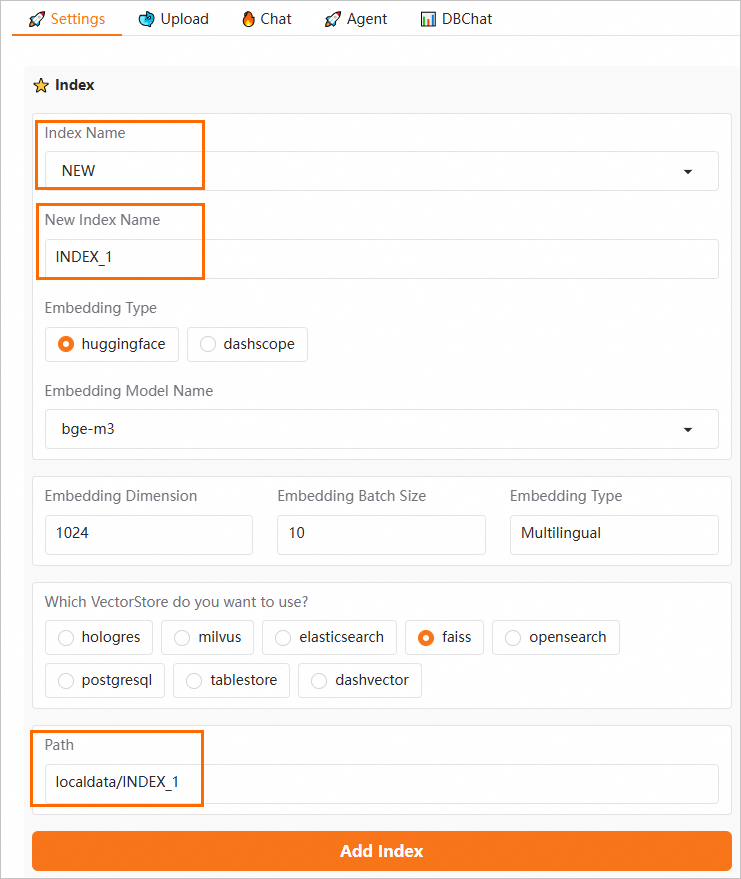 Settings Upload Chat Agent DBChat
Index
Index Name
NEW
New Index Name
INDEX_1
Embedding Type
huggingface dashscope
Embedding Model Name
bge-m3
Embedding Dimension Embedding Batch Size Embedding Type
1024 10 Multilingual
Which VectorStore do you want to use?
hologres milvus elasticsearch faiss opensearch
postgresql tablestore dashvector
Path
localdata/INDEX_1
Add Index